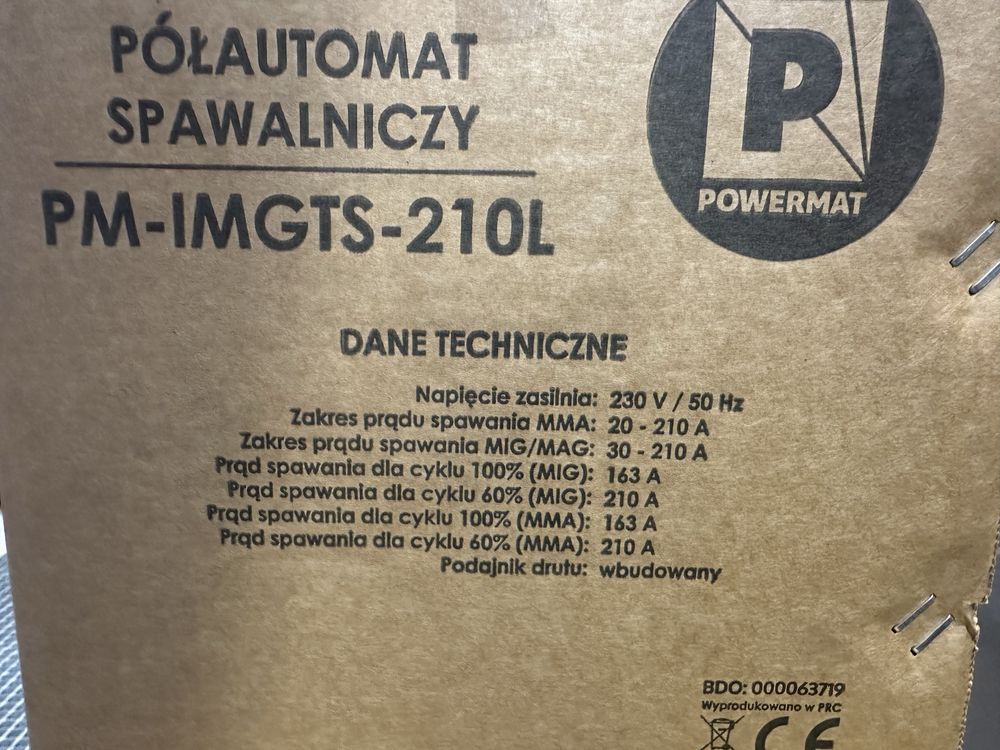 PÓŁAUTOMAT
SPAWALNICZY
PM-IMGTS-210L
P
POWERMAT
DANE TECHNICZNE
Napięcie zasilnia: 230 V / 50 Hz
Zakres prądu spawania MMA: 20 - 210 A
Zakres prądu spawania MIG/MAG: 30 - 210 A
Prąd spawania dla cyklu 100% (MIG): 163 A
Prąd spawania dla cyklu 60% (MIG): 210 A
Prąd spawania dla cyklu 100% (MMA): 163 A
Prąd spawania dla cyklu 60% (MMA): 210 A
Podajnik drutu: wbudowany
BDO: 000063719
Wyprodukowano w PRC
CE